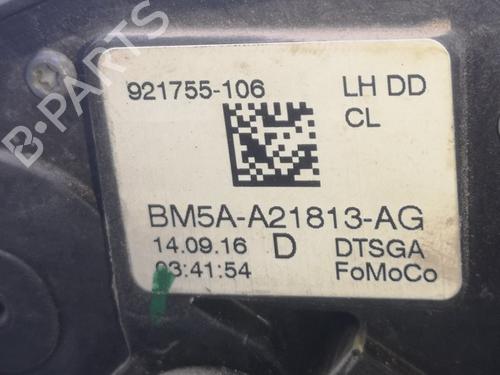 B-PARTS
921755-106 LH DD
CL
BM5A-A21813-AG
14.09.16 D DTSGA
03:41:54 FoMoCo